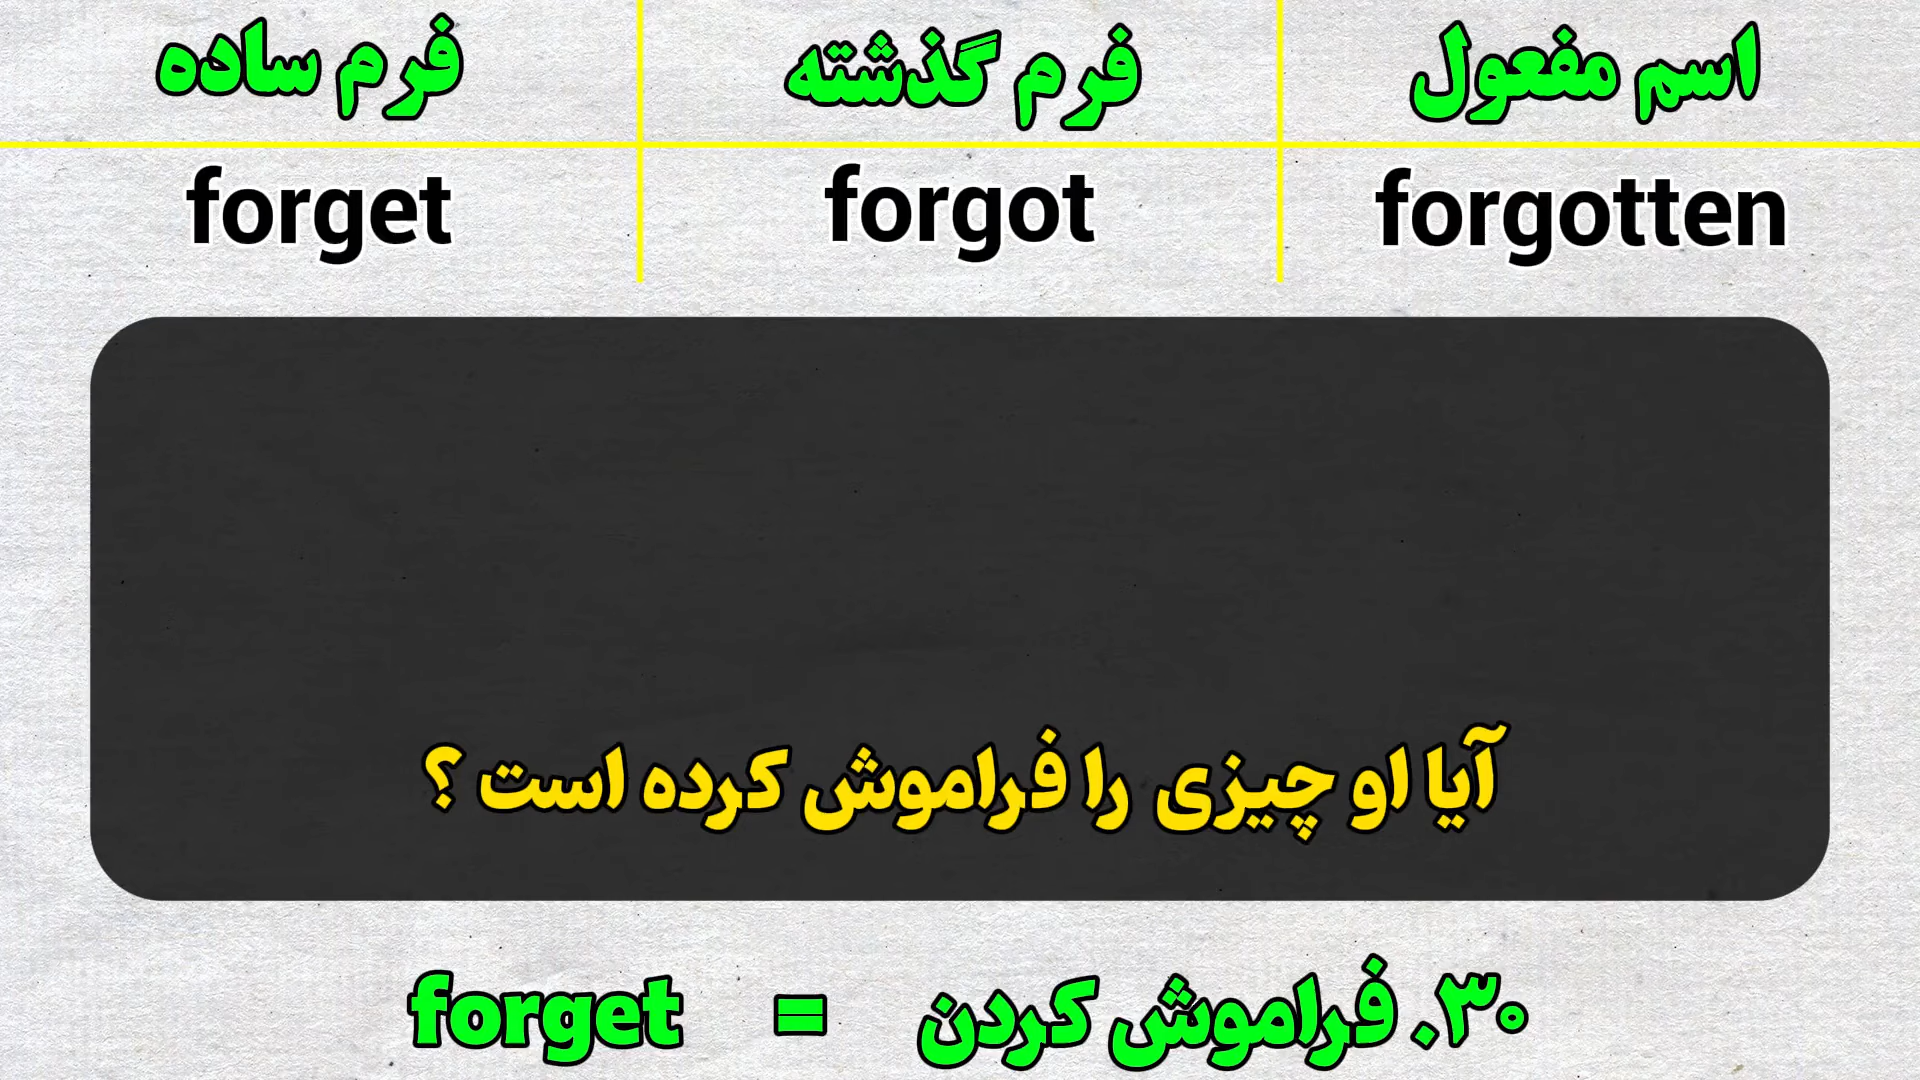 فرم ساده فرم گذشته اسم مفعول
forget forgot forgotten
آیا او چیزی را فراموش کرده است ؟
۳۰. فراموش کردن = forget